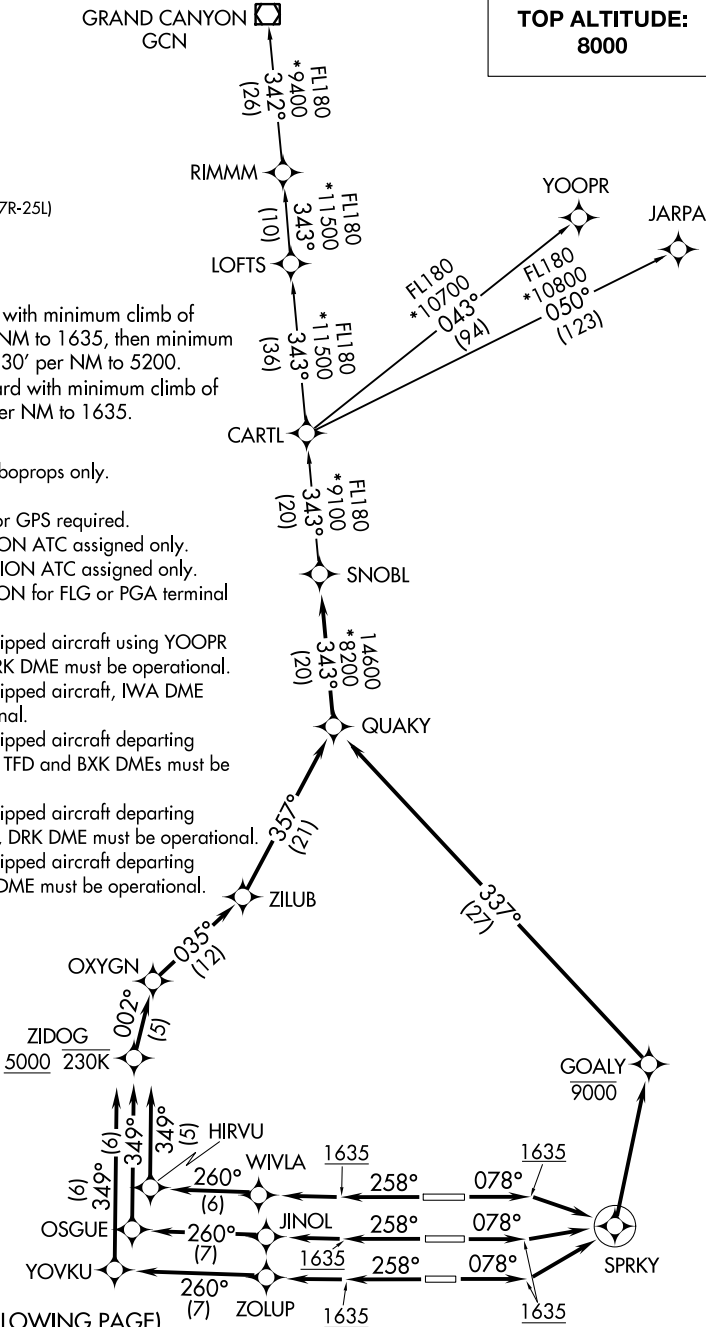 GRAND CANYON
GCN
TOP ALTITUDE:
8000
FL180
*9400
342°
(26)
RIMMM
7R-25L)
YOOPR
JARPA
FL180
*11500
343°
(10)
LOFTS
FL180
*10700
043°
(94)
FL180
*10800
050°
(123)
with minimum climb of
NM to 1635, then minimum
30' per NM to 5200.
ard with minimum climb of
er NM to 1635.
FL180
*11500
343°
(36)
CARTL
boprops only.
or GPS required.
ON ATC assigned only.
ION ATC assigned only.
ON for FLG or PGA terminal
FL180
*9100
343°
(20)
SNOBL
ipped aircraft using YOOPR
RK DME must be operational.
ipped aircraft, IWA DME
nal.
ipped aircraft departing
TFD and BXK DMEs must be
ipped aircraft departing
, DRK DME must be operational.
ipped aircraft departing
DME must be operational.
14600
*8200
343°
(20)
QUAKY
357°
(21)
337°
(27)
ZILUB
035°
(12)
OXYGN
002°
(5)
ZIDOG
5000 230K
GOALY
9000
349°
(6)
349°
(6)
349°
(5)
HIRVU
WIVLA
1635
1635
260°
(6)
258°
078°
OSGUE
JINOL
260°
(7)
258°
078°
1635
SPRKY
YOVKU
260°
(7)
ZOLUP
258°
078°
1635
1635
LOWING PAGE)